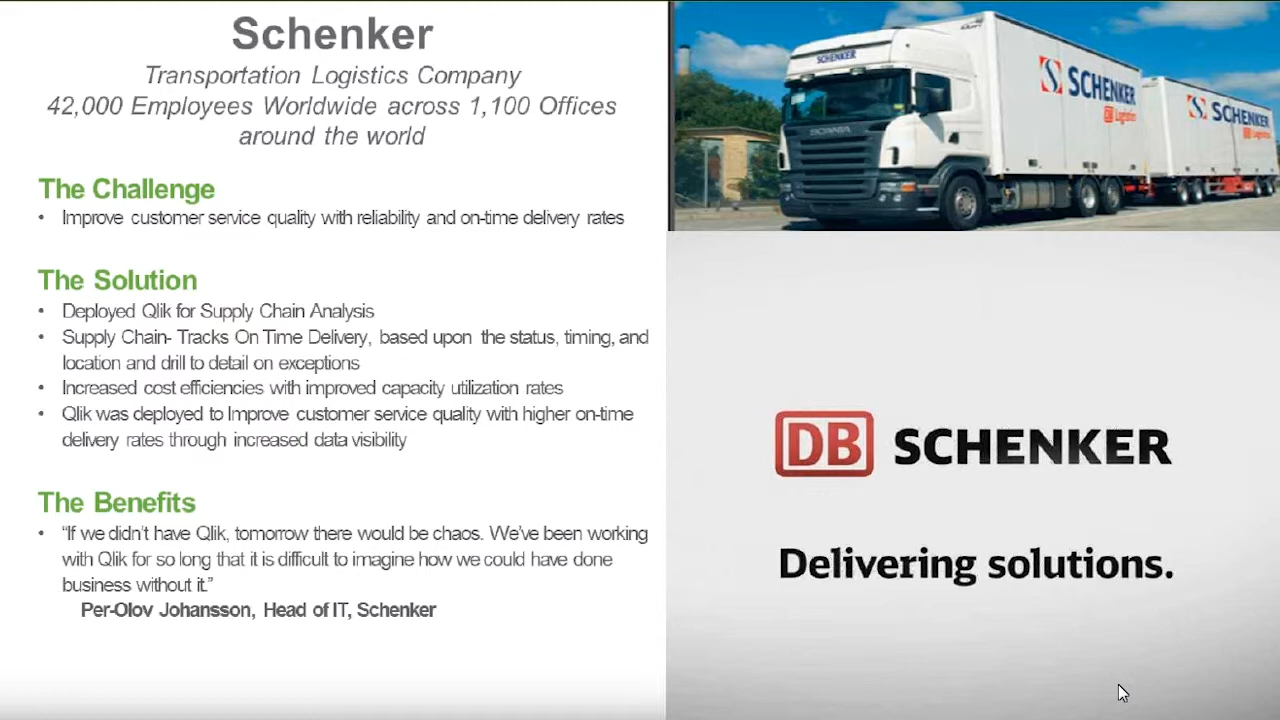 Schenker
Transportation Logistics Company
42,000 Employees Worldwide across 1,100 Offices
around the world
The Challenge
• Improve customer service quality with reliability and on-time delivery rates
The Solution
• Deployed Qlik for Supply Chain Analysis
• Supply Chain- Tracks On Time Delivery, based upon the status, timing, and
location and drill to detail on exceptions
• Increased cost efficiencies with improved capacity utilization rates
• Qlik was deployed to Improve customer service quality with higher on-time
delivery rates through increased data visibility
The Benefits
• “If we didn’t have Qlik, tomorrow there would be chaos. We’ve been working
with Qlik for so long that it is difficult to imagine how we could have done
business without it.”
Per-Olov Johansson, Head of IT, Schenker
SCHENKER
SCANIA
SCHENKER
DB Logistics
SCHENKER
DB Logistics
DB SCHENKER
Delivering solutions.